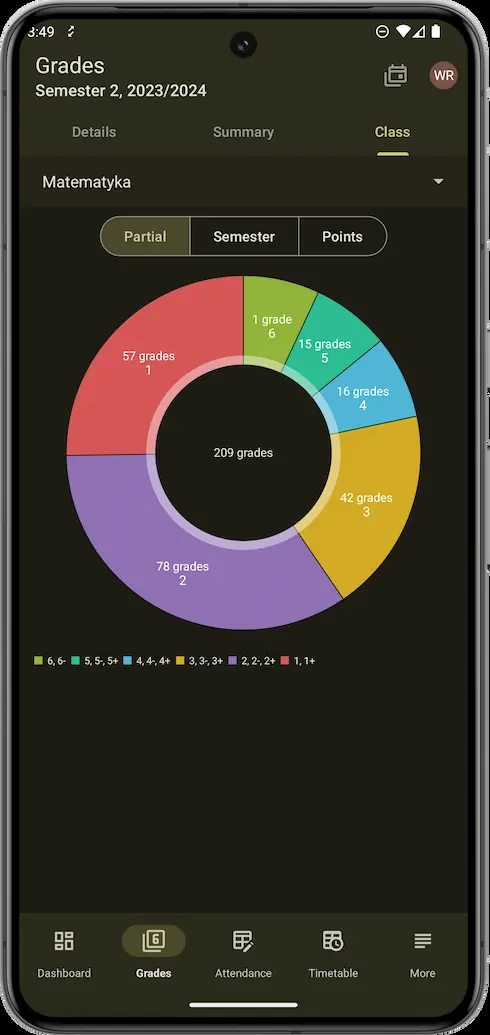 3:49
Grades
Semester 2, 2023/2024
WR
Details Summary Class
Matematyka
Partial Semester Points
1 grade
6
15 grades
5
16 grades
4
42 grades
3
78 grades
2
57 grades
1
209 grades
6, 6- 5, 5-, 5+ 4, 4-, 4+ 3, 3-, 3+ 2, 2-, 2+ 1, 1+
6
Dashboard Grades Attendance Timetable More